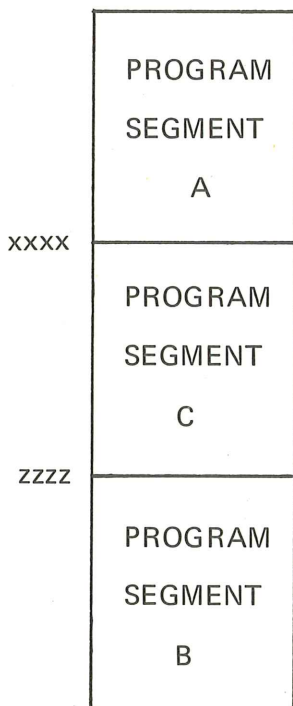 PROGRAM
SEGMENT
A
xxxx
PROGRAM
SEGMENT
C
zzzz
PROGRAM
SEGMENT
B